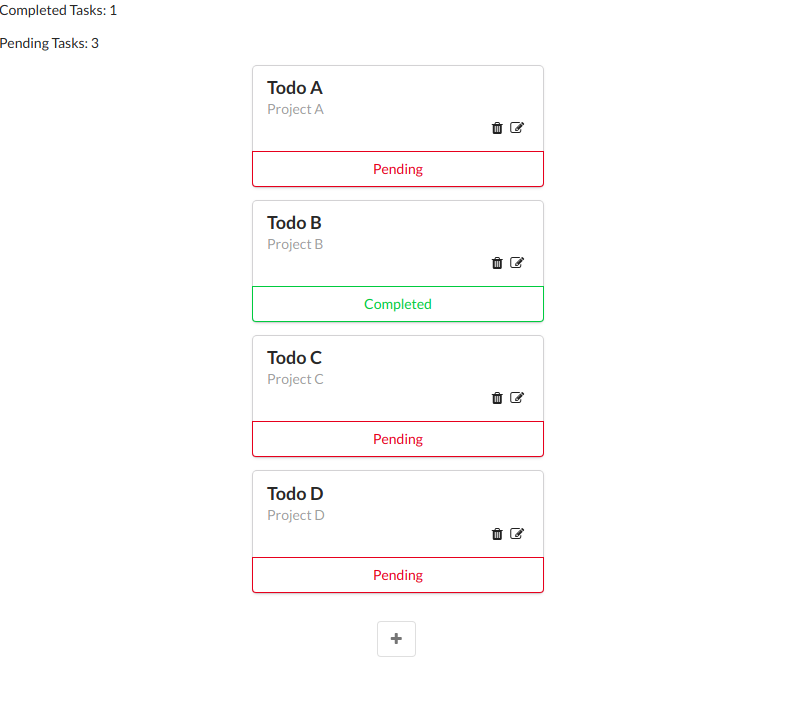 Completed Tasks: 1
Pending Tasks: 3
Todo A
Project A
Pending
Todo B
Project B
Completed
Todo C
Project C
Pending
Todo D
Project D
Pending